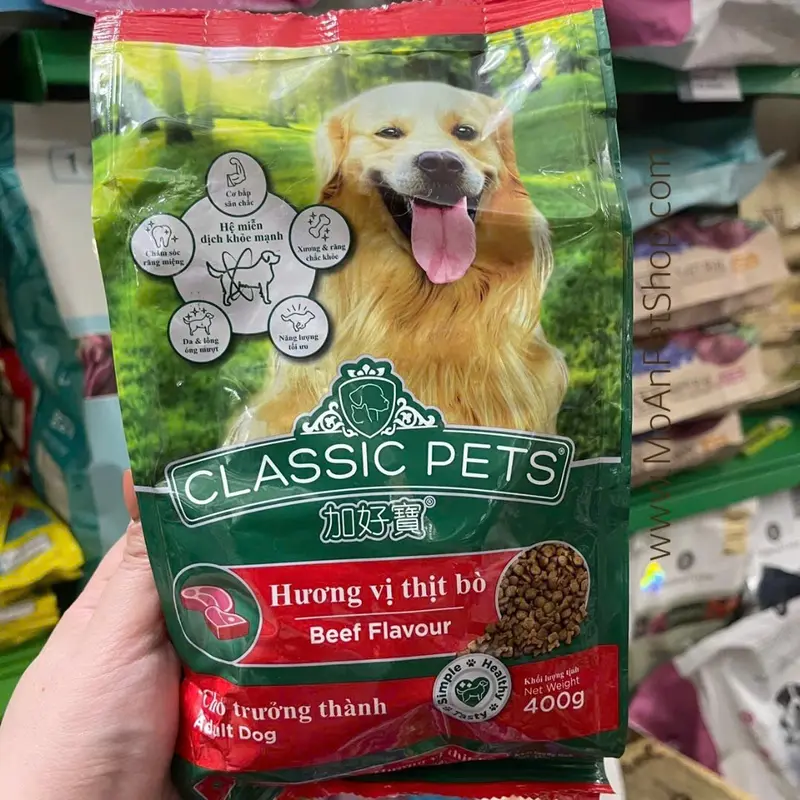 Cơ bắp
săn chắc
Hệ miễn
dịch khỏe mạnh
Chăm sóc
răng miệng
Xương & răng
chắc khỏe
Da & lông
óng mượt
Năng lượng
tối ưu
CLASSIC PETS®
加好寶®
Hương vị thịt bò
Beef Flavour
Chó trưởng thành
Adult Dog
Simple Healthy
Tasty
Khối lượng tịnh
Net Weight
400g
www.MoAnPetShop.com